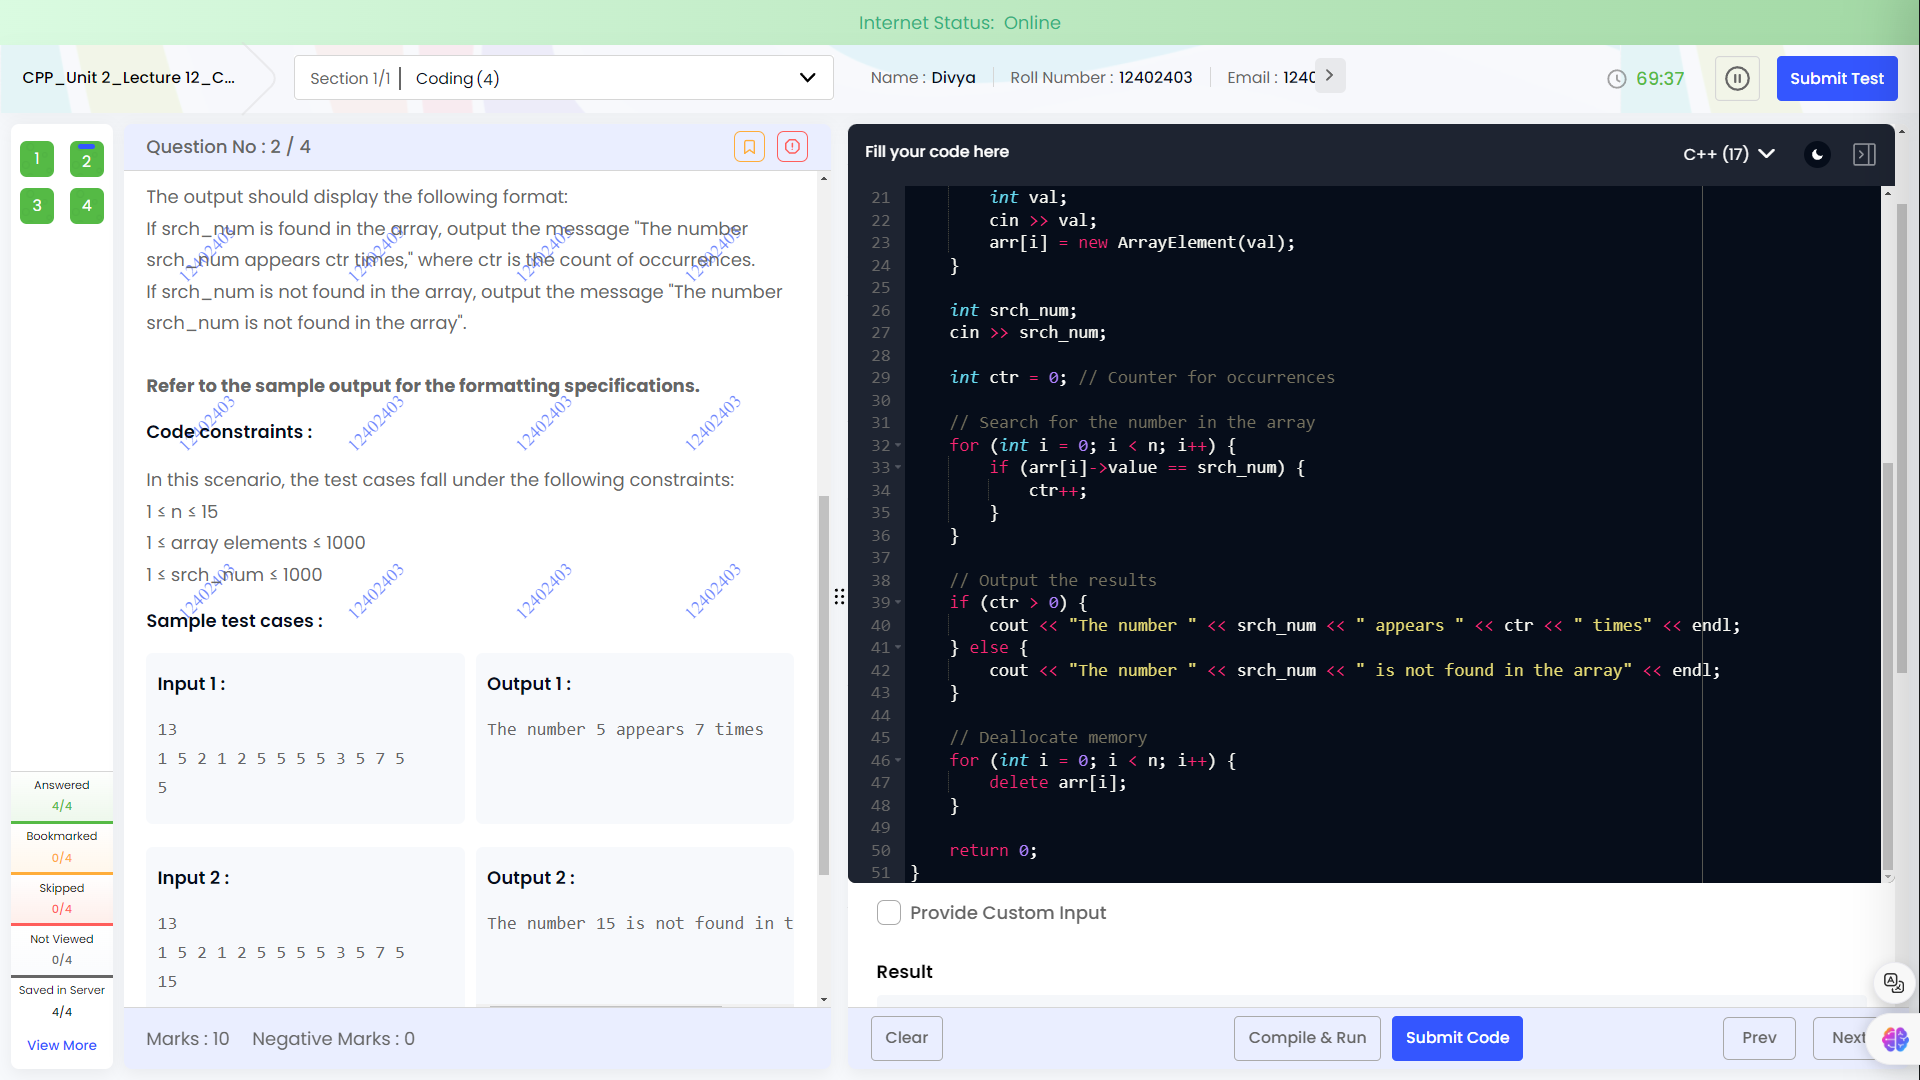 Internet Status: Online
CPP_Unit 2_Lecture 12_C...
Section 1/1 | Coding (4)
Name : Divya
Roll Number : 12402403
Email : 1240
69:37
Submit Test
1
2
3
4
Question No : 2 / 4
The output should display the following format:
If srch_num is found in the array, output the message "The number
srch_num appears ctr times," where ctr is the count of occurrences.
If srch_num is not found in the array, output the message "The number
srch_num is not found in the array".
Refer to the sample output for the formatting specifications.
Code constraints :
In this scenario, the test cases fall under the following constraints:
1 ≤ n ≤ 15
1 ≤ array elements ≤ 1000
1 ≤ srch_num ≤ 1000
Sample test cases :
Input 1 :
13
1 5 2 1 2 5 5 5 5 3 5 7 5
5
Output 1 :
The number 5 appears 7 times
Input 2 :
13
1 5 2 1 2 5 5 5 5 3 5 7 5
15
Output 2 :
The number 15 is not found in t
12402403 12402403 12402403 12402403
12402403 12402403 12402403 12402403
12402403 12402403 12402403 12402403
Answered
4/4
Bookmarked
0/4
Skipped
0/4
Not Viewed
0/4
Saved in Server
4/4
View More
Marks : 10 Negative Marks : 0
Fill your code here
C++ (17)
21 int val;
22 cin >> val;
23 arr[i] = new ArrayElement(val);
24 }
25
26 int srch_num;
27 cin >> srch_num;
28
29 int ctr = 0; // Counter for occurrences
30
31 // Search for the number in the array
32 for (int i = 0; i < n; i++) {
33 if (arr[i]->value == srch_num) {
34 ctr++;
35 }
36 }
37
38 // Output the results
39 if (ctr > 0) {
40 cout << "The number " << srch_num << " appears " << ctr << " times" << endl;
41 } else {
42 cout << "The number " << srch_num << " is not found in the array" << endl;
43 }
44
45 // Deallocate memory
46 for (int i = 0; i < n; i++) {
47 delete arr[i];
48 }
49
50 return 0;
51 }
Provide Custom Input
Result
Clear
Compile & Run
Submit Code
Prev
Next